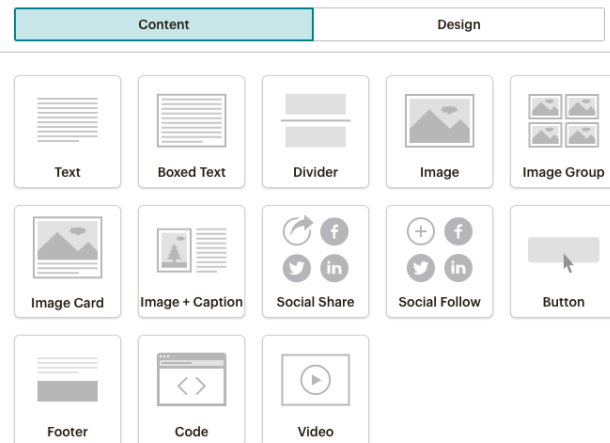 Content
Design
Text
Boxed Text
Divider
Image
Image Group
Image Card
Image + Caption
Social Share
Social Follow
Button
Footer
Code
Video